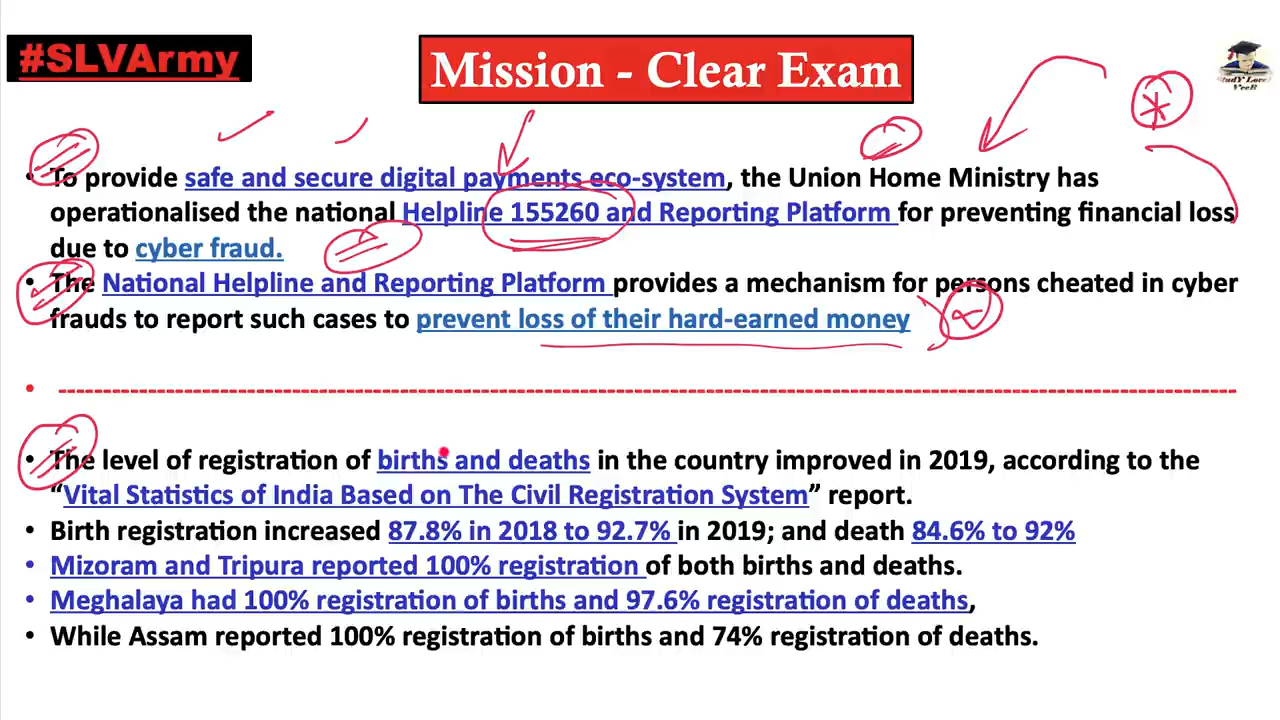 #SLVArmy
Mission - Clear Exam
StudY Lover
VeeR
• To provide safe and secure digital payments eco-system, the Union Home Ministry has
operationalised the national Helpline 155260 and Reporting Platform for preventing financial loss
due to cyber fraud.
• The National Helpline and Reporting Platform provides a mechanism for persons cheated in cyber
frauds to report such cases to prevent loss of their hard-earned money
• ----------------------------------------------------------------------------------------------------------------------------------
• The level of registration of births and deaths in the country improved in 2019, according to the
“Vital Statistics of India Based on The Civil Registration System” report.
• Birth registration increased 87.8% in 2018 to 92.7% in 2019; and death 84.6% to 92%
• Mizoram and Tripura reported 100% registration of both births and deaths.
• Meghalaya had 100% registration of births and 97.6% registration of deaths,
• While Assam reported 100% registration of births and 74% registration of deaths.